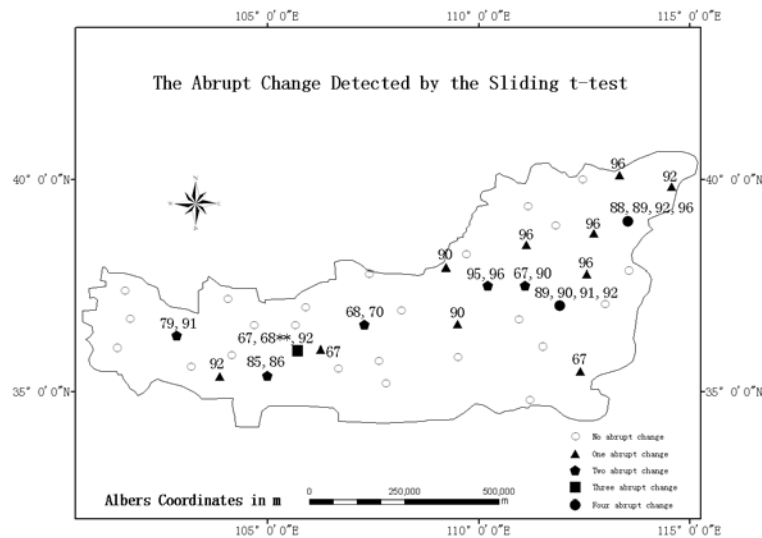 105° 0′0″E 110° 0′0″E 115° 0′0″E
The Abrupt Change Detected by the Sliding t-test
40° 0′0″N 40° 0′0″N
N
W E
S
96
92
88, 89, 92, 96
96
96
90
96
95, 96
67, 90
89, 90, 91, 92
68, 70
90
79, 91
67, 68**, 92
67
85, 86
92
67
35° 0′0″N 35° 0′0″N
No abrupt change
One abrupt change
Two abrupt change
Three abrupt change
Four abrupt change
Albers Coordinates in m
0 250,000 500,000
m
105° 0′0″E 110° 0′0″E 115° 0′0″E